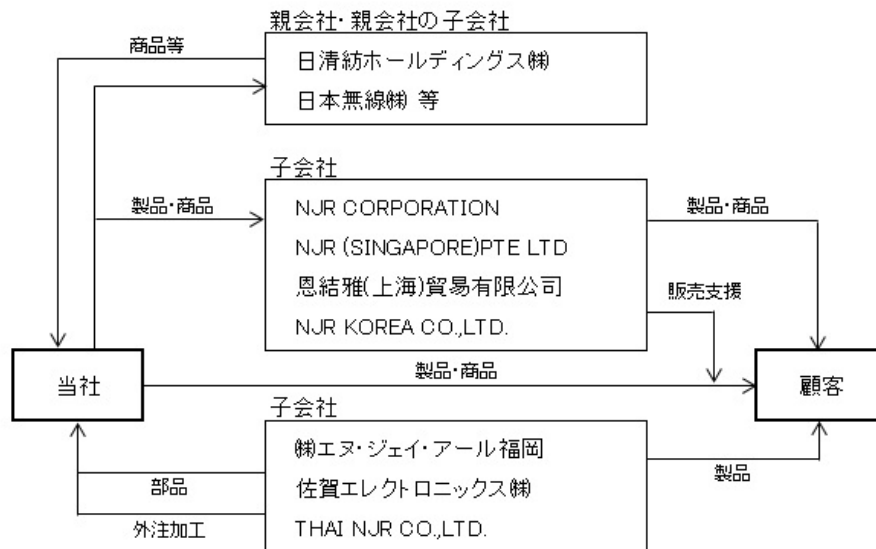 親会社・親会社の子会社
商品等
日清紡ホールディングス㈱
日本無線㈱ 等
子会社
製品・商品
NJR CORPORATION
製品・商品
NJR (SINGAPORE)PTE LTD
恩結雅(上海)貿易有限公司
販売支援
NJR KOREA CO.,LTD.
当社
製品・商品
顧客
子会社
㈱エヌ・ジェイ・アール福岡
部品
佐賀エレクトロニックス㈱
製品
外注加工
THAI NJR CO.,LTD.